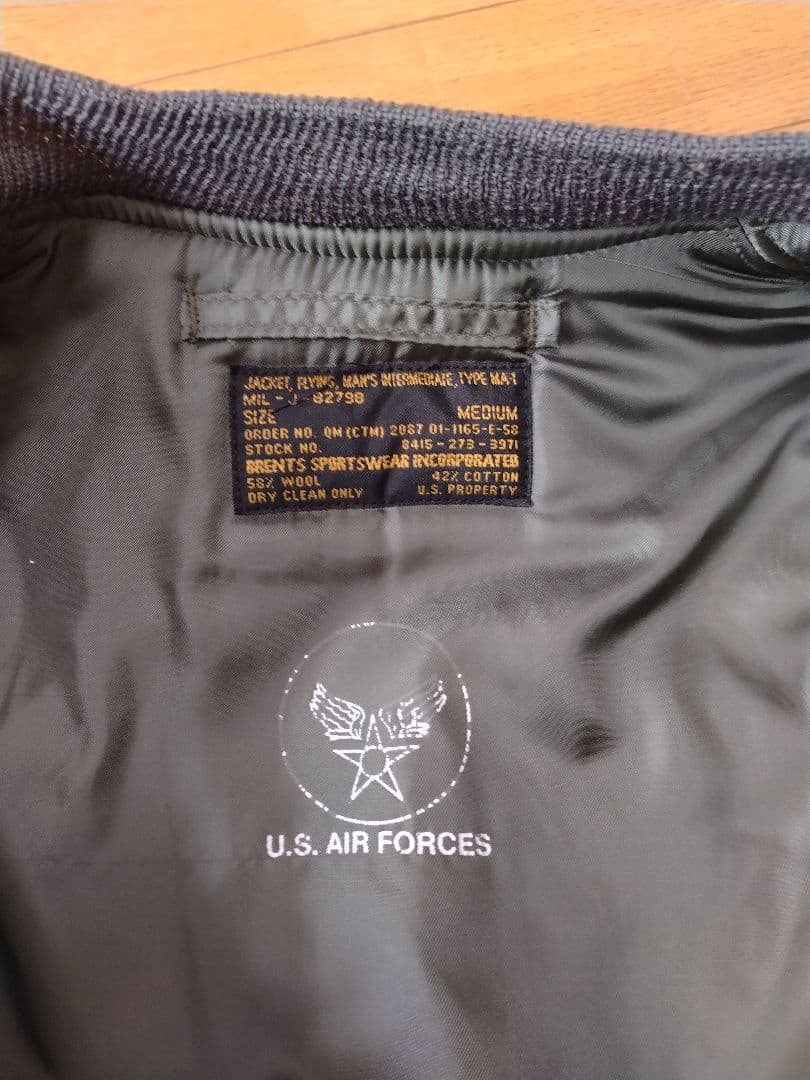 JACKET, FLYING, MAN'S INTERMEDIATE, TYPE MA-1
MIL - J - 82798
SIZE MEDIUM
ORDER NO. QM (CTM) 2087 01-1165-E-58
STOCK NO. 8415 - 273 - 3971
BRENTS SPORTSWEAR INCORPORATED
58% WOOL 42% COTTON
DRY CLEAN ONLY U.S. PROPERTY
U.S. AIR FORCES